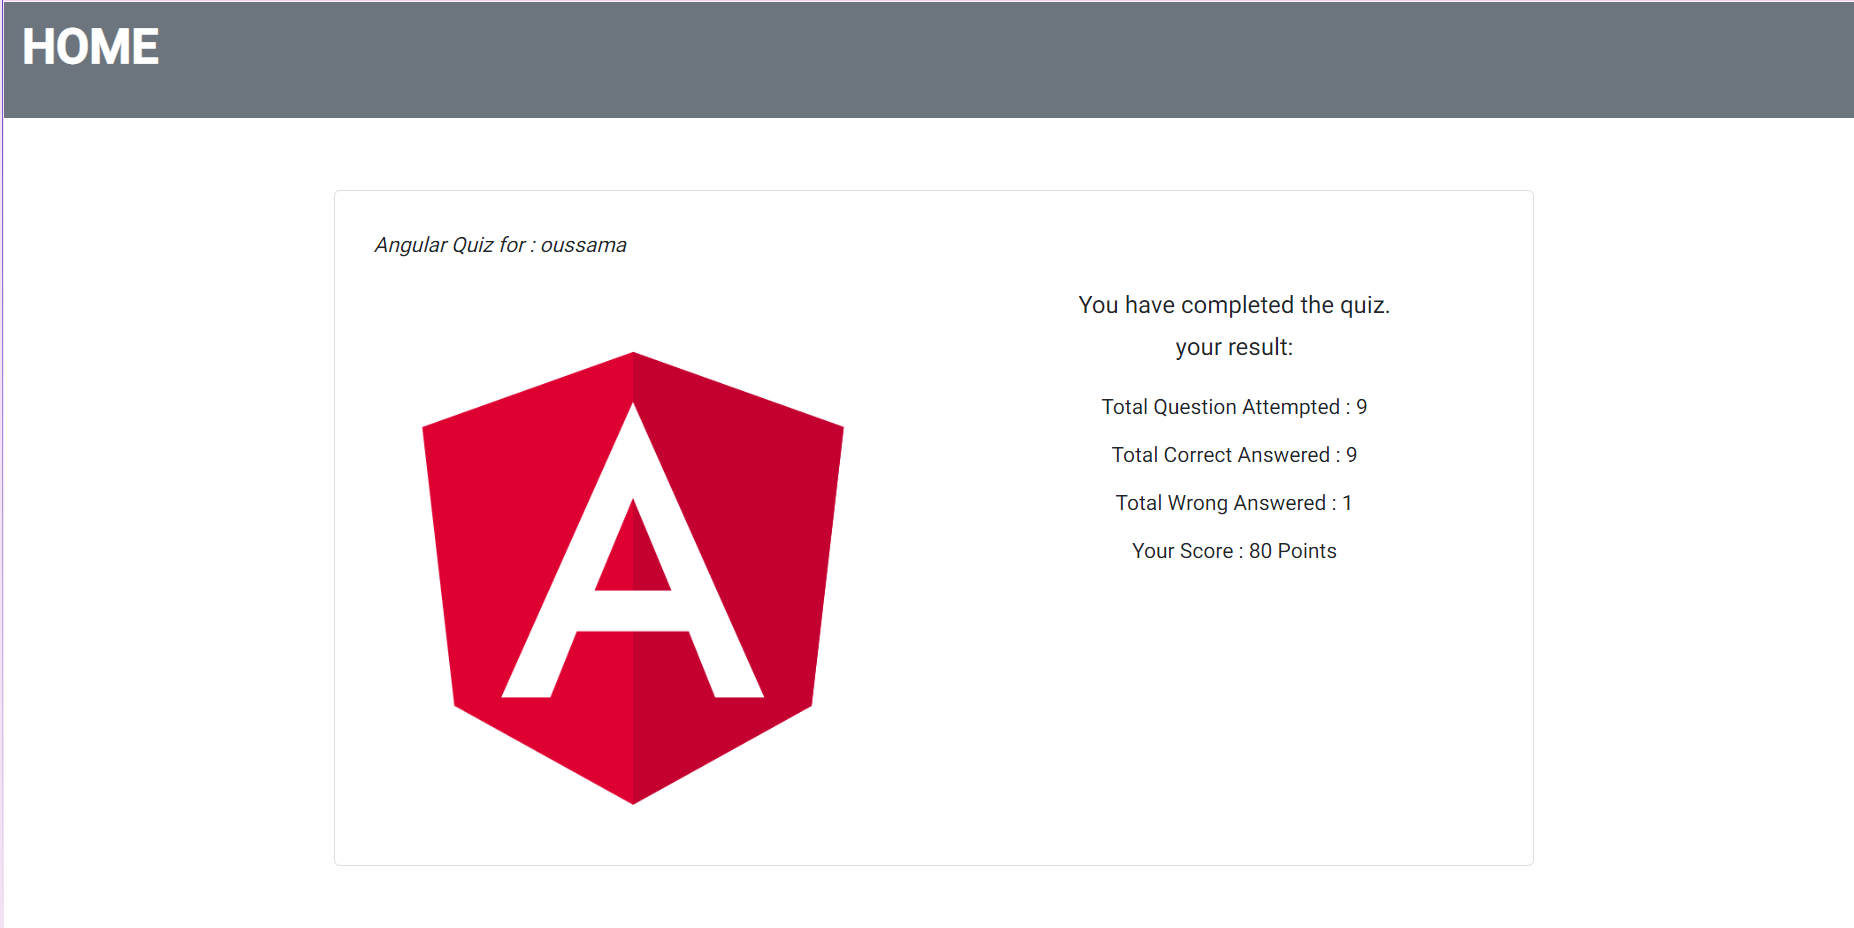 HOME
Angular Quiz for : oussama
You have completed the quiz.
your result:
Total Question Attempted : 9
Total Correct Answered : 9
Total Wrong Answered : 1
Your Score : 80 Points
A